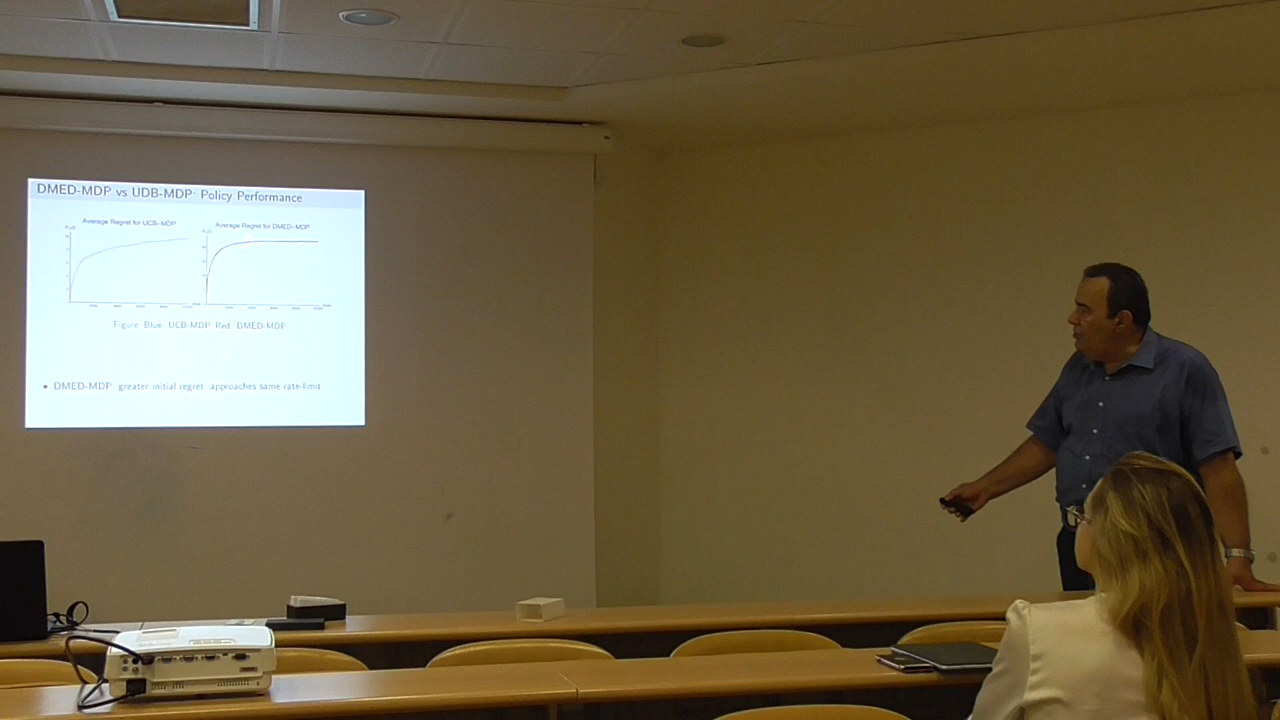 DMED-MDP vs UDB-MDP: Policy Performance
Average Regret for UCB-MDP
Average Regret for DMED-MDP
Figure: Blue: UCB-MDP Red: DMED-MDP
• DMED-MDP: greater initial regret, approaches same rate-limit